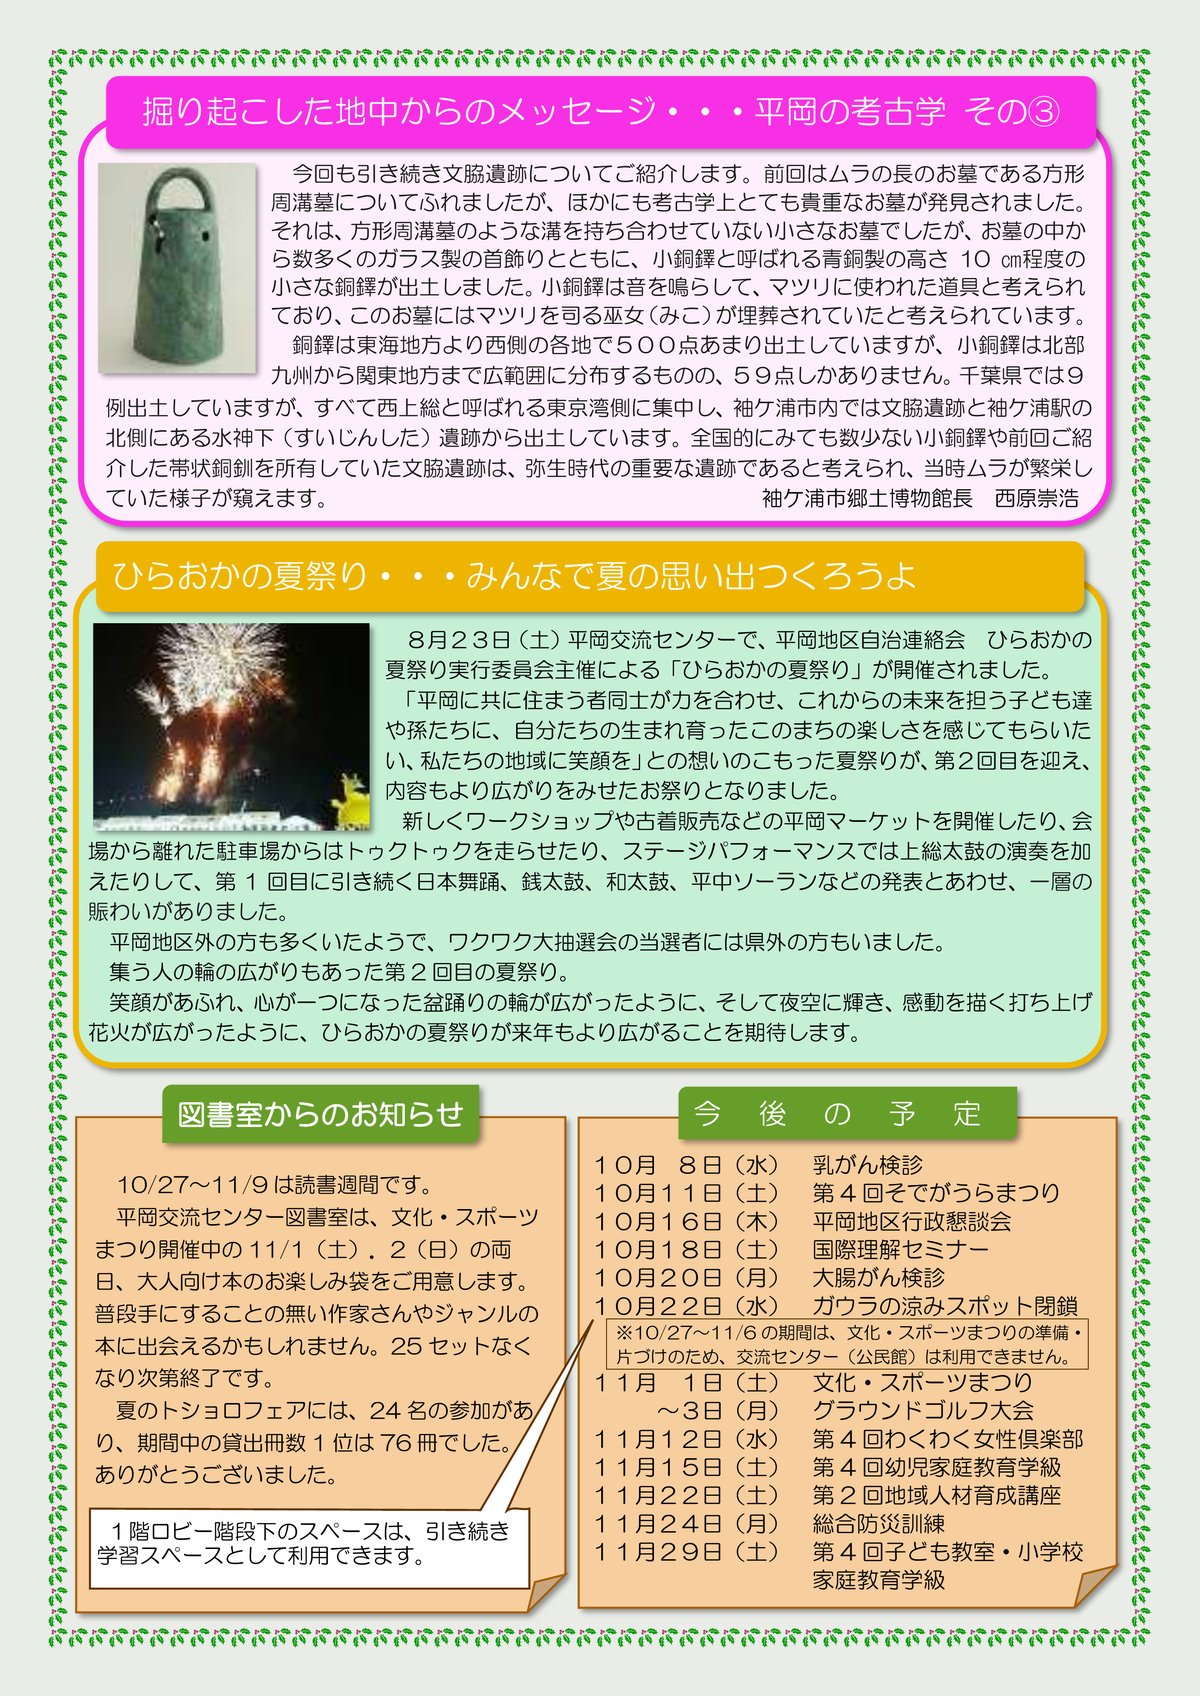 掘り起こした地中からのメッセージ・・・平岡の考古学 その③
今回も引き続き文脇遺跡についてご紹介します。前回はムラの長のお墓である方形
周溝墓についてふれましたが、ほかにも考古学上とても貴重なお墓が発見されました。
それは、方形周溝墓のような溝を持ち合わせていない小さなお墓でしたが、お墓の中か
ら数多くのガラス製の首飾りとともに、小銅鐸と呼ばれる青銅製の高さ 10 ㎝程度の
小さな銅鐸が出土しました。小銅鐸は音を鳴らして、マツリに使われた道具と考えられ
ており、このお墓にはマツリを司る巫女（みこ）が埋葬されていたと考えられています。
銅鐸は東海地方より西側の各地で５００点あまり出土していますが、小銅鐸は北部
九州から関東地方まで広範囲に分布するものの、５９点しかありません。千葉県では９
例出土していますが、すべて西上総と呼ばれる東京湾側に集中し、袖ケ浦市内では文脇遺跡と袖ケ浦駅の
北側にある水神下（すいじんした）遺跡から出土しています。全国的にみても数少ない小銅鐸や前回ご紹
介した帯状銅釧を所有していた文脇遺跡は、弥生時代の重要な遺跡であると考えられ、当時ムラが繁栄し
ていた様子が窺えます。
袖ケ浦市郷土博物館長　西原崇浩
ひらおかの夏祭り・・・みんなで夏の思い出つくろうよ
８月２３日（土）平岡交流センターで、平岡地区自治連絡会　ひらおかの
夏祭り実行委員会主催による「ひらおかの夏祭り」が開催されました。
「平岡に共に住まう者同士が力を合わせ、これからの未来を担う子ども達
や孫たちに、自分たちの生まれ育ったこのまちの楽しさを感じてもらいた
い、私たちの地域に笑顔を」との想いのこもった夏祭りが、第２回目を迎え、
内容もより広がりをみせたお祭りとなりました。
新しくワークショップや古着販売などの平岡マーケットを開催したり、会
場から離れた駐車場からはトゥクトゥクを走らせたり、ステージパフォーマンスでは上総太鼓の演奏を加
えたりして、第 1 回目に引き続く日本舞踊、銭太鼓、和太鼓、平中ソーランなどの発表とあわせ、一層の
賑わいがありました。
平岡地区外の方も多くいたようで、ワクワク大抽選会の当選者には県外の方もいました。
集う人の輪の広がりもあった第２回目の夏祭り。
笑顔があふれ、心が一つになった盆踊りの輪が広がったように、そして夜空に輝き、感動を描く打ち上げ
花火が広がったように、ひらおかの夏祭りが来年もより広がることを期待します。
図書室からのお知らせ
10/27～11/9 は読書週間です。
平岡交流センター図書室は、文化・スポーツ
まつり開催中の 11/1（土）．2（日）の両
日、大人向け本のお楽しみ袋をご用意します。
普段手にすることの無い作家さんやジャンルの
本に出会えるかもしれません。25 セットなく
なり次第終了です。
夏のトショロフェアには、24 名の参加があ
り、期間中の貸出冊数 1 位は 76 冊でした。
ありがとうございました。
１階ロビー階段下のスペースは、引き続き
学習スペースとして利用できます。
今　後　の　予　定
１０月　８日（水）　乳がん検診
１０月１１日（土）　第４回そでがうらまつり
１０月１６日（木）　平岡地区行政懇談会
１０月１８日（土）　国際理解セミナー
１０月２０日（月）　大腸がん検診
１０月２２日（水）　ガウラの涼みスポット閉鎖
※10/27～11/6 の期間は、文化・スポーツまつりの準備・
片づけのため、交流センター（公民館）は利用できません。
１１月　１日（土）　文化・スポーツまつり
～３日（月）　グラウンドゴルフ大会
１１月１２日（水）　第４回わくわく女性倶楽部
１１月１５日（土）　第４回幼児家庭教育学級
１１月２２日（土）　第２回地域人材育成講座
１１月２４日（月）　総合防災訓練
１１月２９日（土）　第４回子ども教室・小学校
家庭教育学級